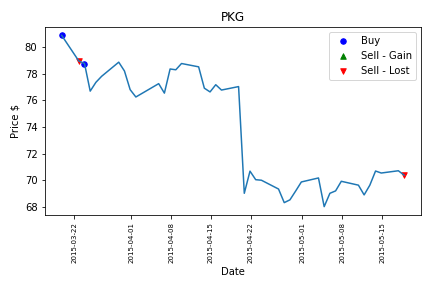 PKG
Buy
Sell - Gain
Sell - Lost
Price $
80
78
76
74
72
70
68
2015-03-22
2015-04-01
2015-04-08
2015-04-15
2015-04-22
2015-05-01
2015-05-08
2015-05-15
Date